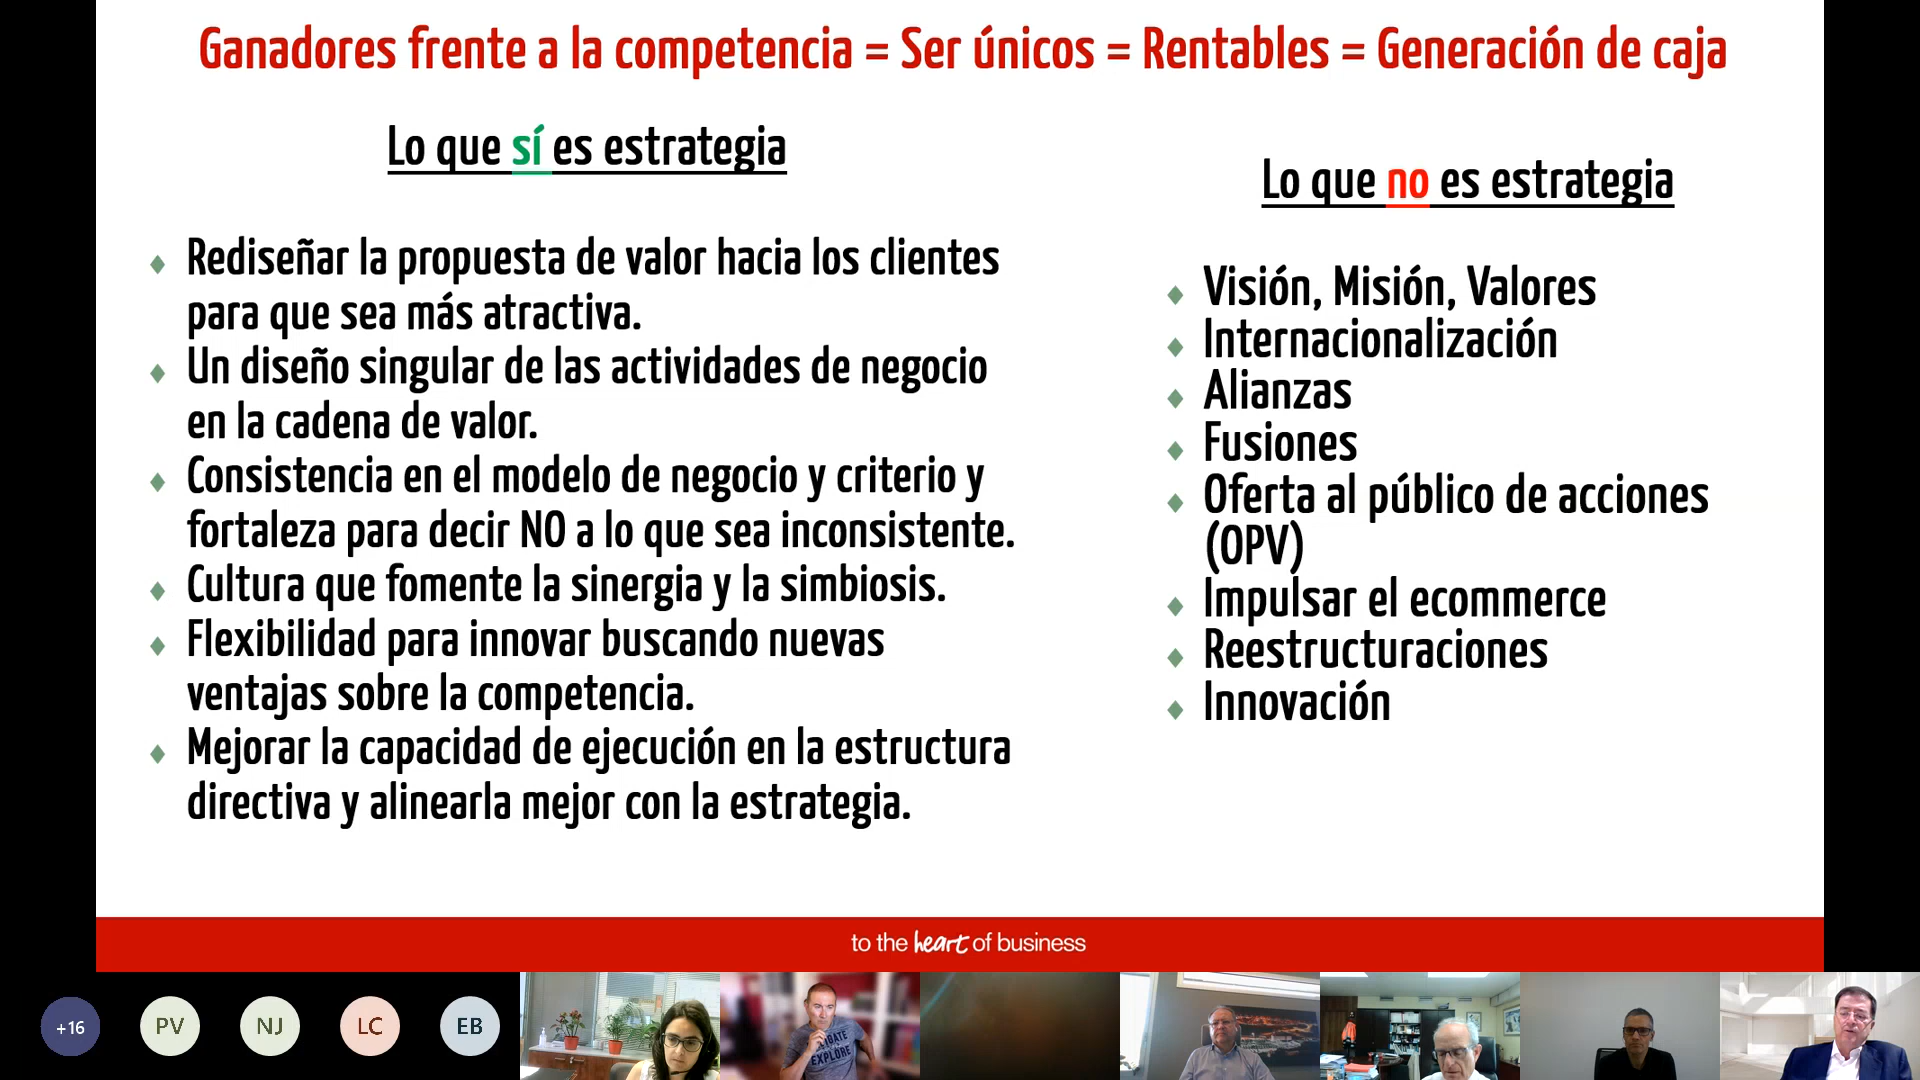 Ganadores frente a la competencia = Ser únicos = Rentables = Generación de caja
Lo que sí es estrategia
Rediseñar la propuesta de valor hacia los clientes
para que sea más atractiva.
Un diseño singular de las actividades de negocio
en la cadena de valor.
Consistencia en el modelo de negocio y criterio y
fortaleza para decir NO a lo que sea inconsistente.
Cultura que fomente la sinergia y la simbiosis.
Flexibilidad para innovar buscando nuevas
ventajas sobre la competencia.
Mejorar la capacidad de ejecución en la estructura
directiva y alinearla mejor con la estrategia.
Lo que no es estrategia
Visión, Misión, Valores
Internacionalización
Alianzas
Fusiones
Oferta al público de acciones
(OPV)
Impulsar el ecommerce
Reestructuraciones
Innovación
to the heart of business
+16
PV
NJ
LC
EB
EXPLORE